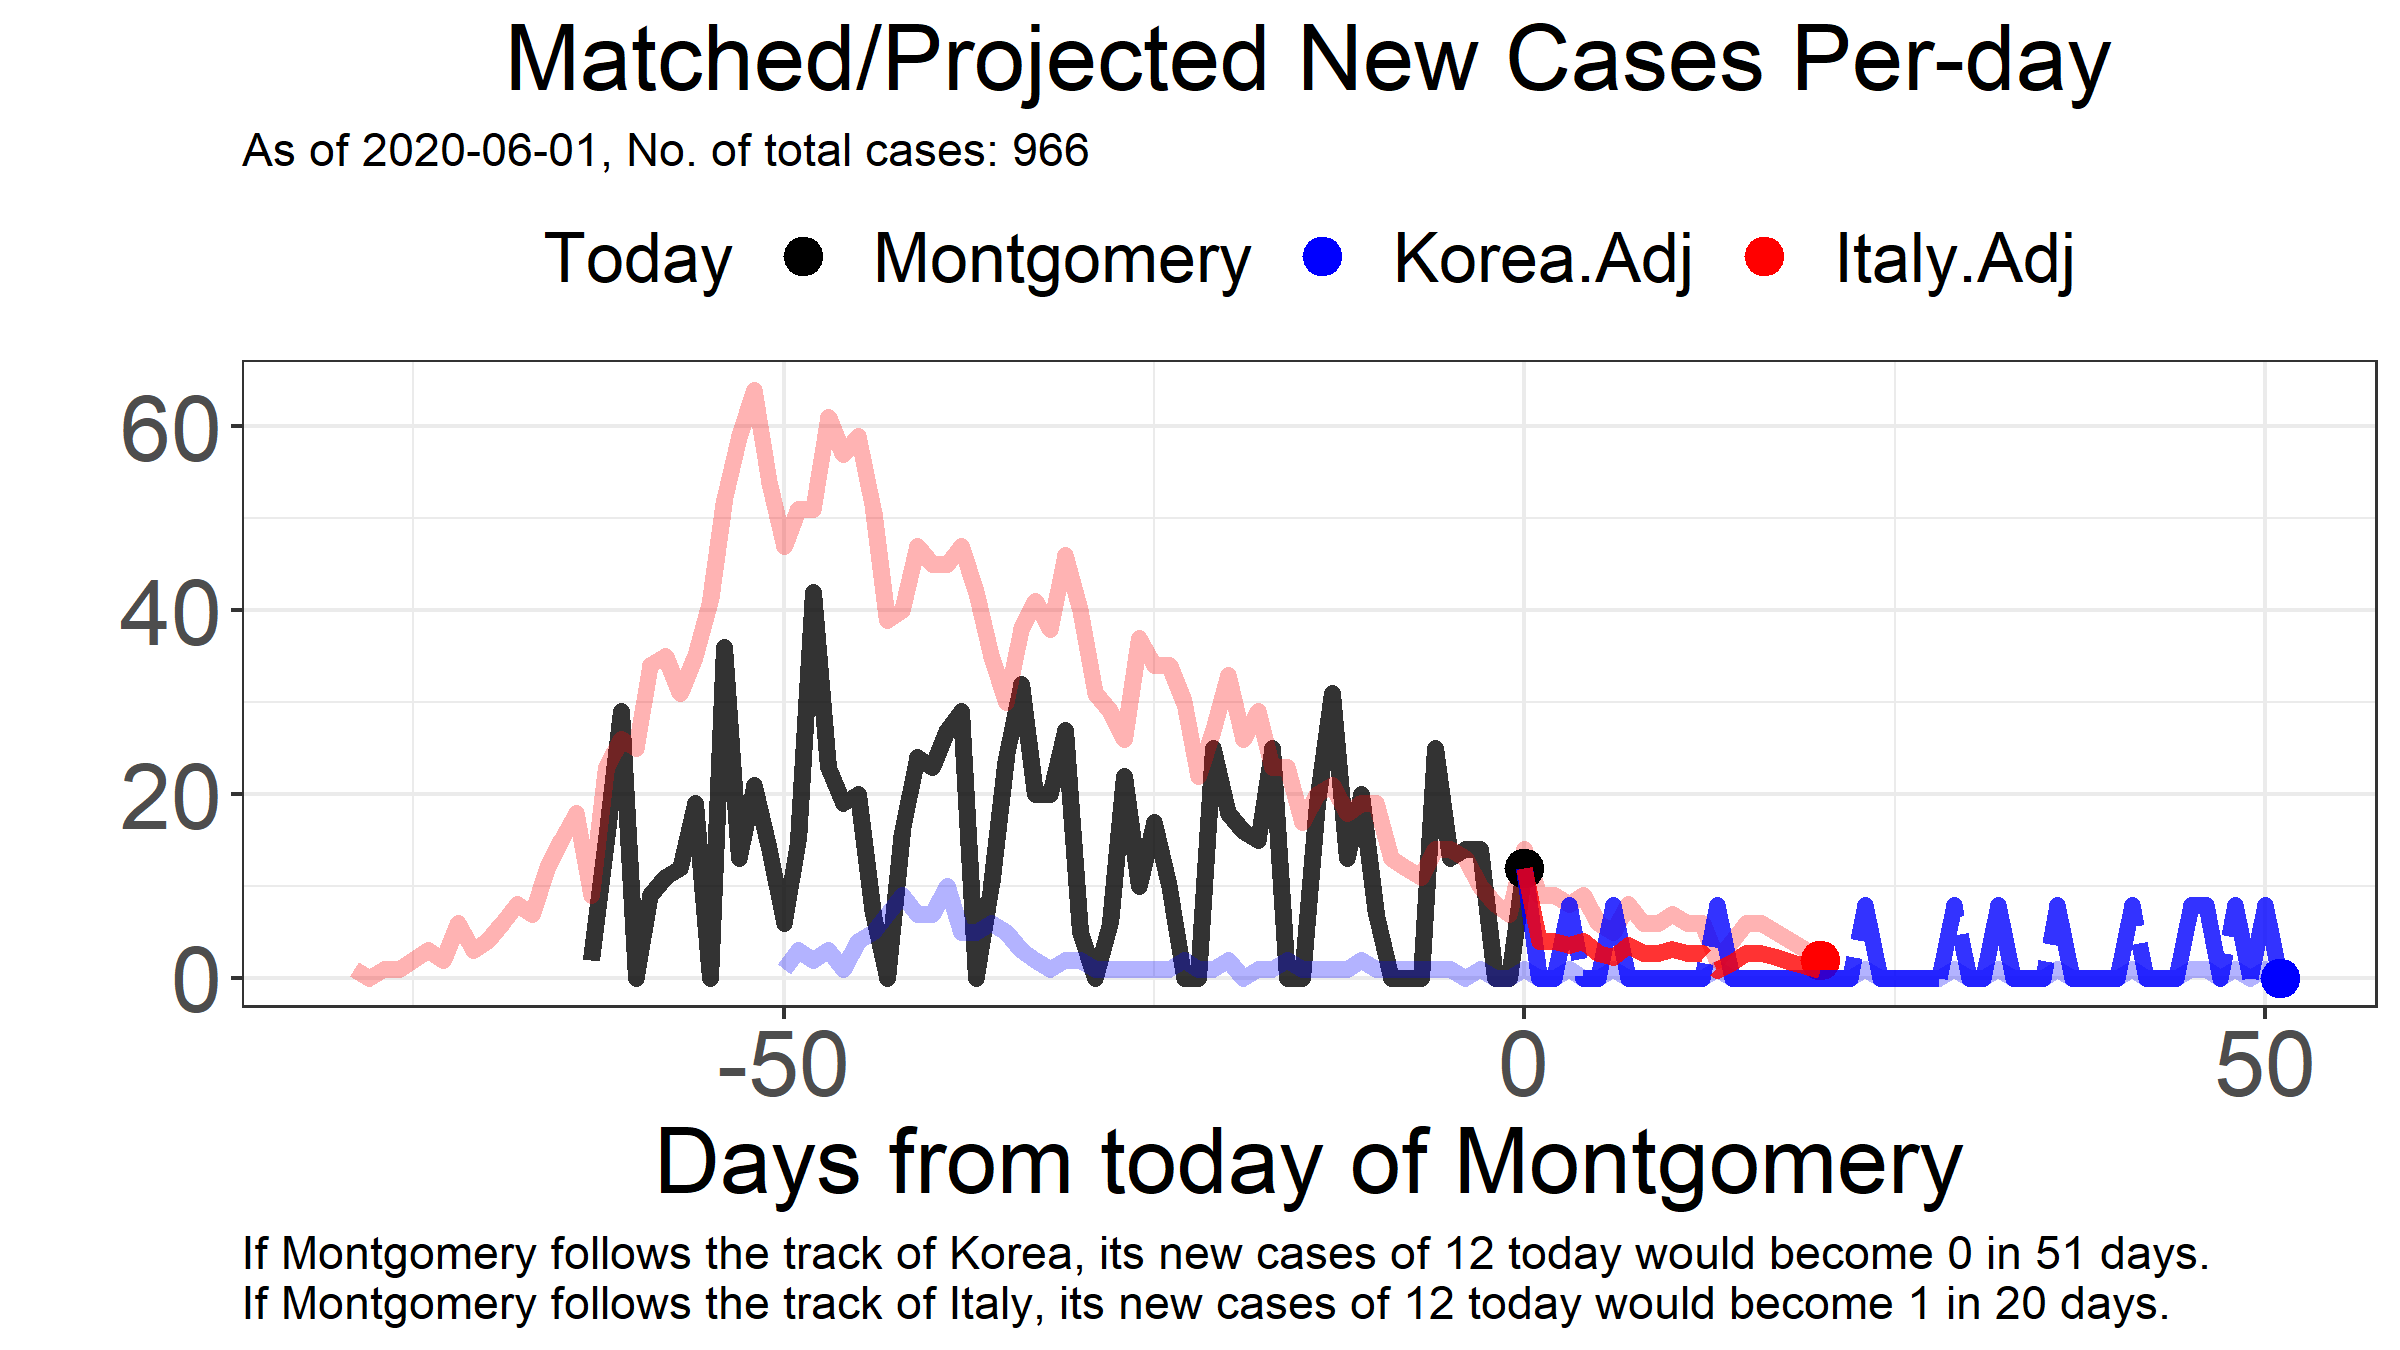 Matched/Projected New Cases Per-day
As of 2020-06-01, No. of total cases: 966
Today Montgomery Korea.Adj Italy.Adj
60
40
20
0
-50 0 50
Days from today of Montgomery
If Montgomery follows the track of Korea, its new cases of 12 today would become 0 in 51 days.
If Montgomery follows the track of Italy, its new cases of 12 today would become 1 in 20 days.